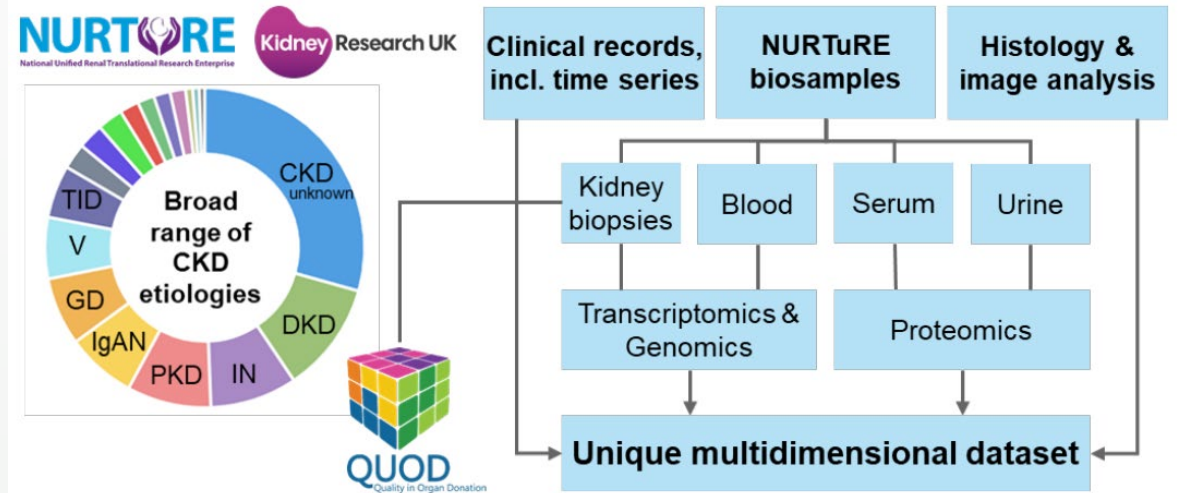 NURTuRE
National Unified Renal Translational Research Enterprise
Kidney Research UK
CKD
unknown
DKD
IN
PKD
IgAN
GD
V
TID
Broad
range of
CKD
etiologies
QUOD
Quality in Organ Donation
Clinical records,
incl. time series
NURTuRE
biosamples
Histology &
image analysis
Kidney
biopsies
Blood
Serum
Urine
Transcriptomics &
Genomics
Proteomics
Unique multidimensional dataset